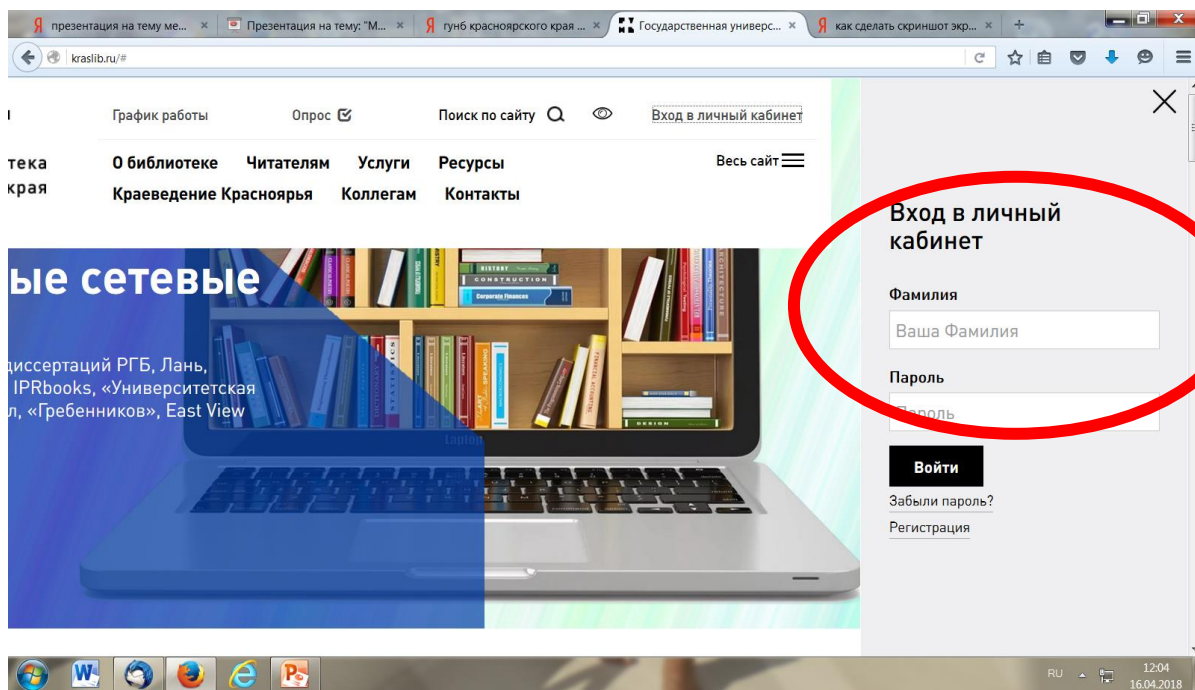 презентация на тему ме...
Презентация на тему: "М...
гунб красноярского края ...
Государственная универс...
как сделать скриншот экр...
kraslib.ru/#
График работы
Опрос
Поиск по сайту
Вход в личный кабинет
тека
края
О библиотеке Читателям Услуги Ресурсы
Весь сайт
Краеведение Красноярья Коллегам Контакты
ые сетевые
диссертаций РГБ, Лань,
IPRbooks, «Университетская
л, «Гребенников», East View
HISTORY
CONSTRUCTION
Corporate Finances
ARCHITECTURE
STATISTICS
DESIGN
Laptop
Вход в личный
кабинет
Фамилия
Ваша Фамилия
Пароль
Пароль
Войти
Забыли пароль?
Регистрация
RU
12:04
16.04.2018